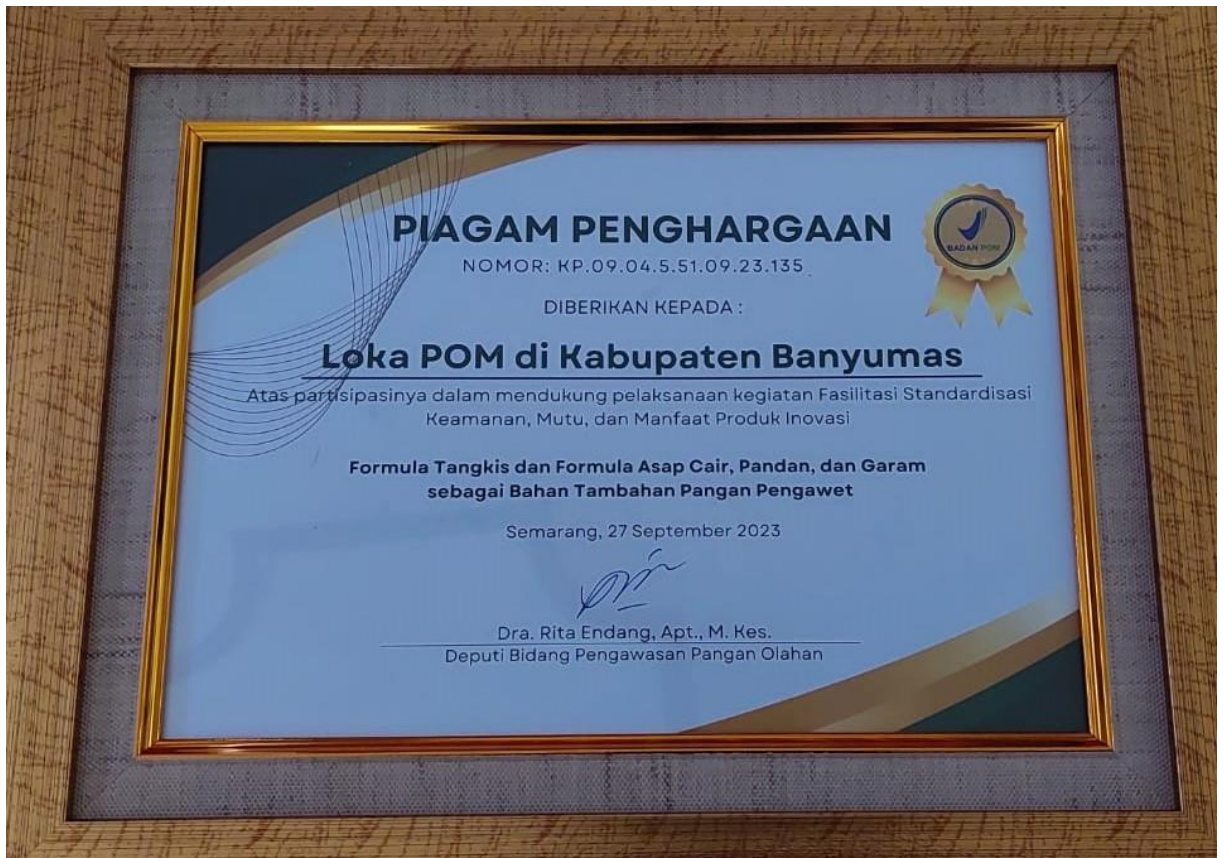 PIAGAM PENGHARGAAN
NOMOR: KP.09.04.5.51.09.23.135
BADAN POM
DIBERIKAN KEPADA :
Loka POM di Kabupaten Banyumas
Atas partisipasinya dalam mendukung pelaksanaan kegiatan Fasilitasi Standardisasi
Keamanan, Mutu, dan Manfaat Produk Inovasi
Formula Tangkis dan Formula Asap Cair, Pandan, dan Garam
sebagai Bahan Tambahan Pangan Pengawet
Semarang, 27 September 2023
Dra. Rita Endang, Apt., M. Kes.
Deputi Bidang Pengawasan Pangan Olahan